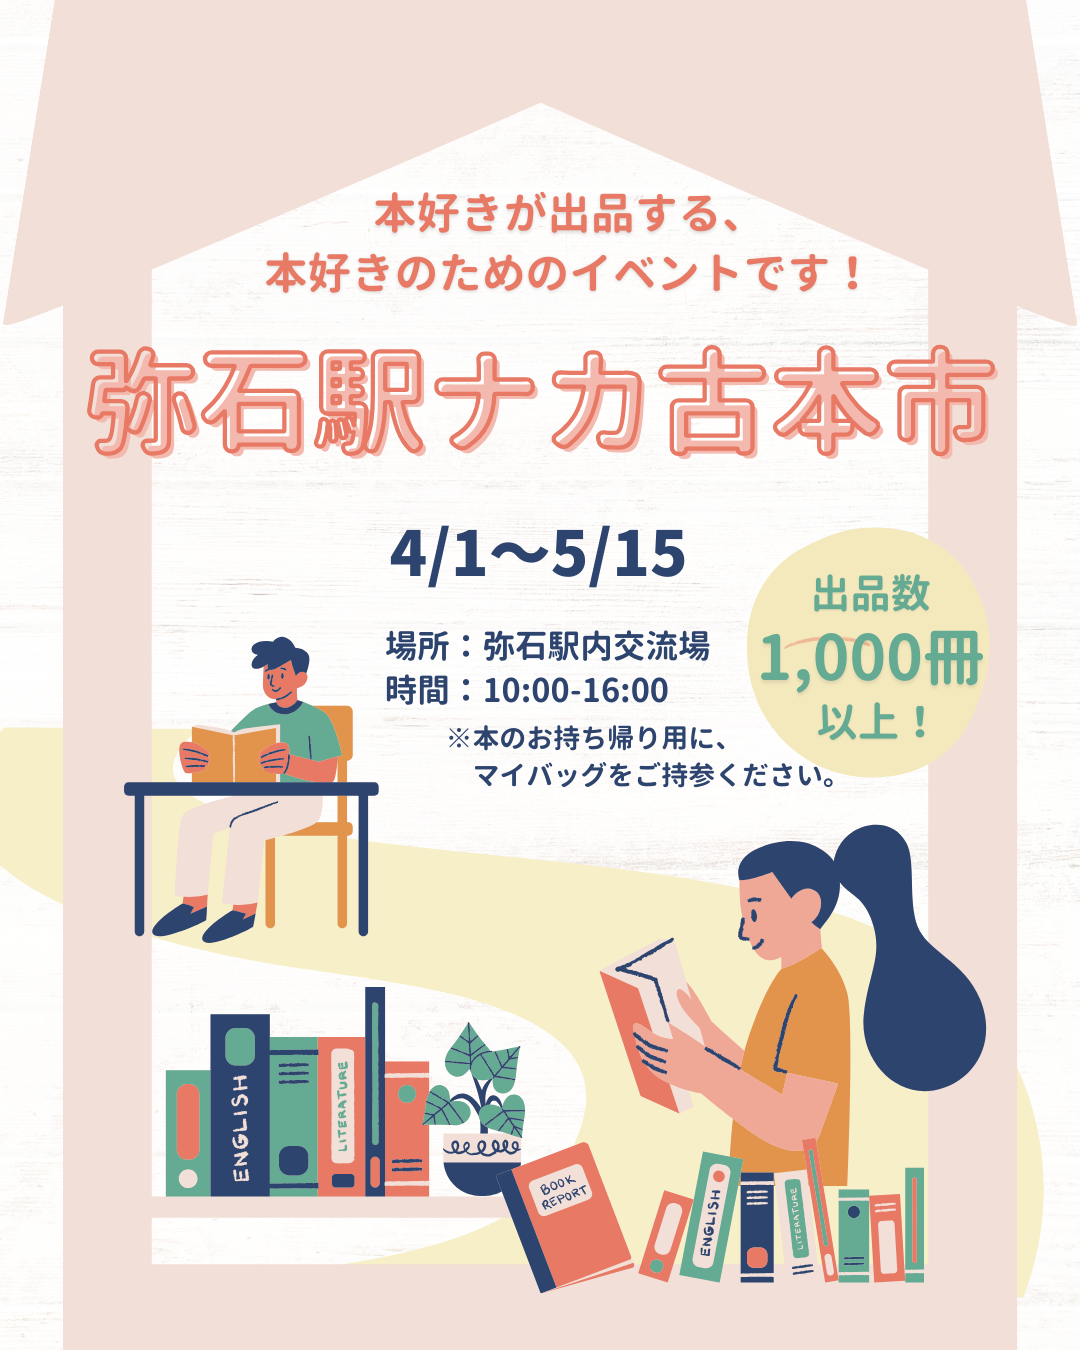 本好きが出品する、
本好きのためのイベントです！
弥石駅ナカ古本市
4/1〜5/15
場所：弥石駅内交流場
時間：10:00-16:00
※本のお持ち帰り用に、
マイバッグをご持参ください。
出品数
1,000冊
以上！
ENGLISH
LITERATURE
BOOK
REPORT
ENGLISH
LITERATURE